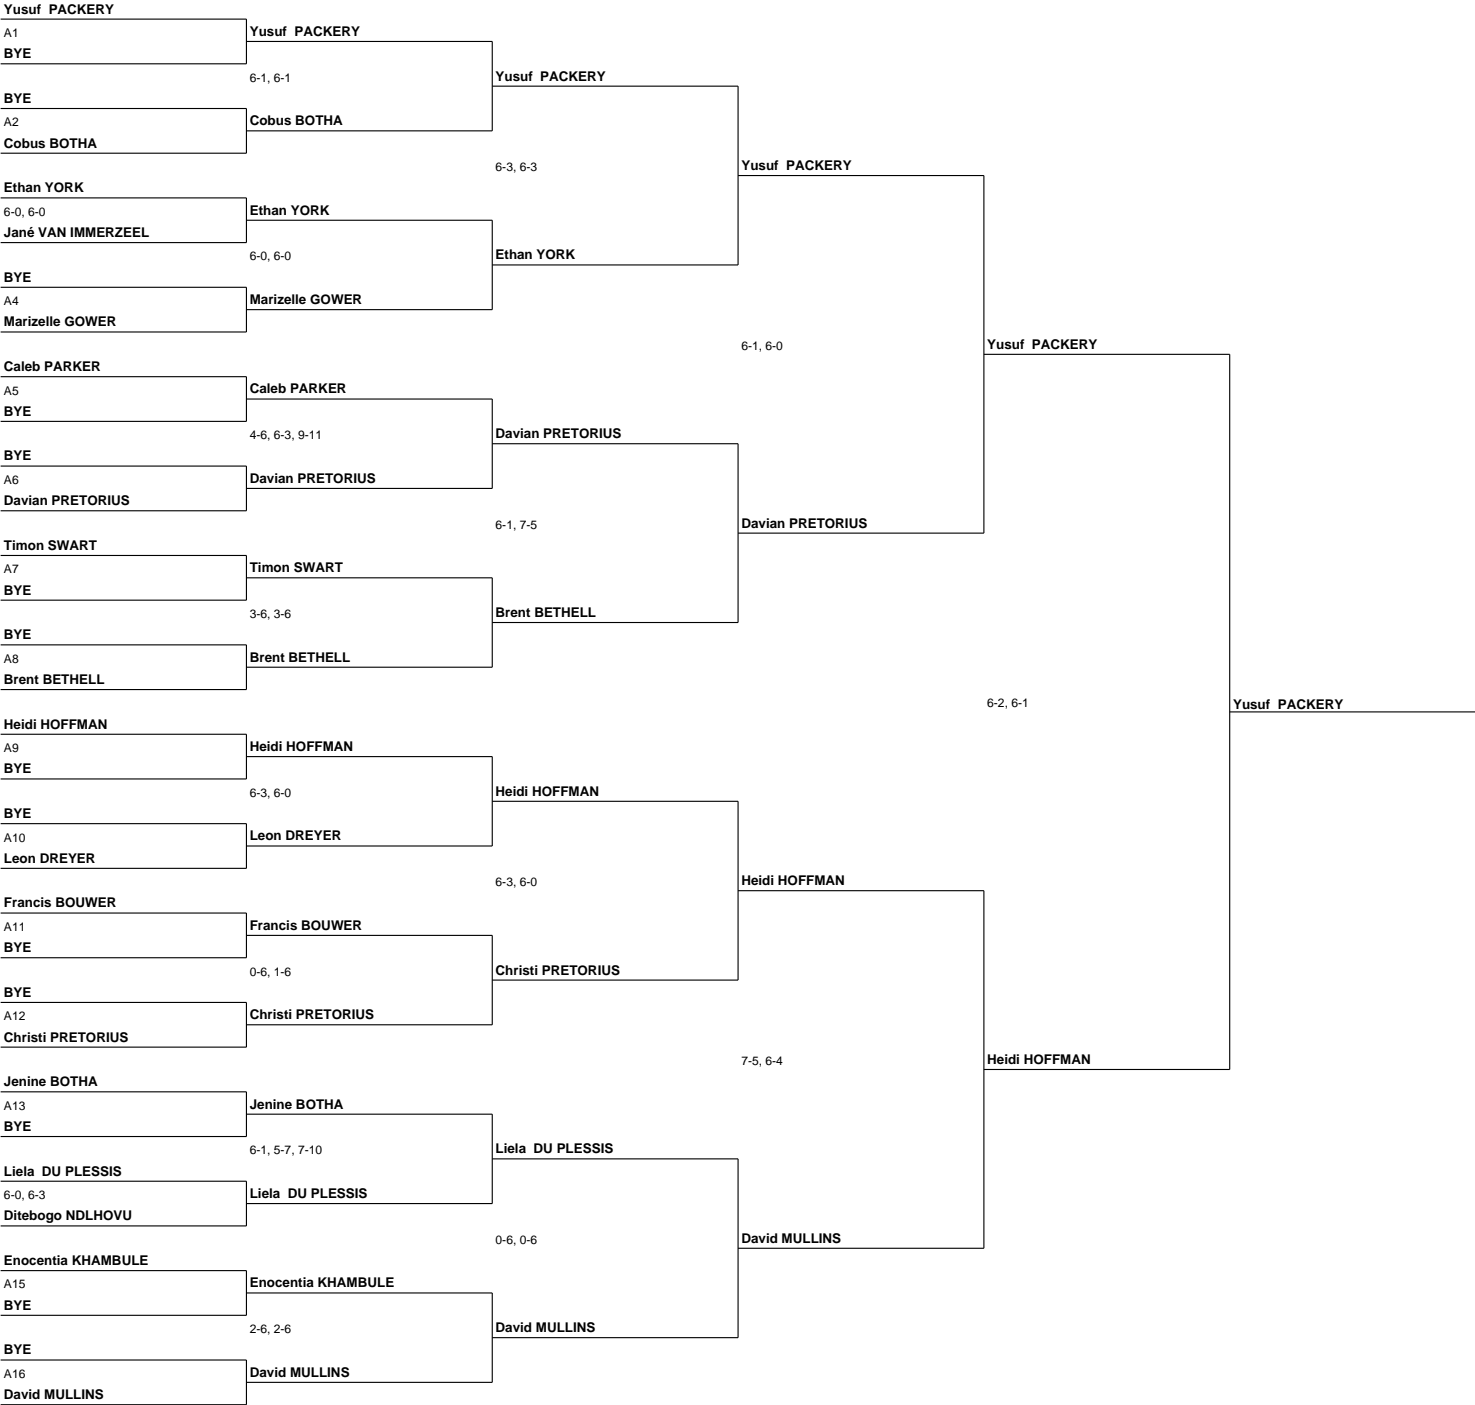 Yusuf  PACKERY
A1
BYE
BYE
A2
Cobus BOTHA
Ethan YORK
6-0, 6-0
Jané VAN IMMERZEEL
BYE
A4
Marizelle GOWER
Caleb PARKER
A5
BYE
BYE
A6
Davian PRETORIUS
Timon SWART
A7
BYE
BYE
A8
Brent BETHELL
Heidi HOFFMAN
A9
BYE
BYE
A10
Leon DREYER
Francis BOUWER
A11
BYE
BYE
A12
Christi PRETORIUS
Jenine BOTHA
A13
BYE
Liela  DU PLESSIS
6-0, 6-3
Ditebogo NDLHOVU
Enocentia KHAMBULE
A15
BYE
BYE
A16
David MULLINS
Yusuf  PACKERY
6-1, 6-1
Cobus BOTHA
Ethan YORK
6-0, 6-0
Marizelle GOWER
Caleb PARKER
4-6, 6-3, 9-11
Davian PRETORIUS
Timon SWART
3-6, 3-6
Brent BETHELL
Heidi HOFFMAN
6-3, 6-0
Leon DREYER
Francis BOUWER
0-6, 1-6
Christi PRETORIUS
Jenine BOTHA
6-1, 5-7, 7-10
Liela  DU PLESSIS
Enocentia KHAMBULE
2-6, 2-6
David MULLINS
Yusuf  PACKERY
6-3, 6-3
Ethan YORK
Davian PRETORIUS
6-1, 7-5
Brent BETHELL
Heidi HOFFMAN
6-3, 6-0
Christi PRETORIUS
Liela  DU PLESSIS
0-6, 0-6
David MULLINS
Yusuf  PACKERY
6-1, 6-0
Davian PRETORIUS
Heidi HOFFMAN
7-5, 6-4
David MULLINS
Yusuf  PACKERY
6-2, 6-1
Heidi HOFFMAN
Yusuf  PACKERY